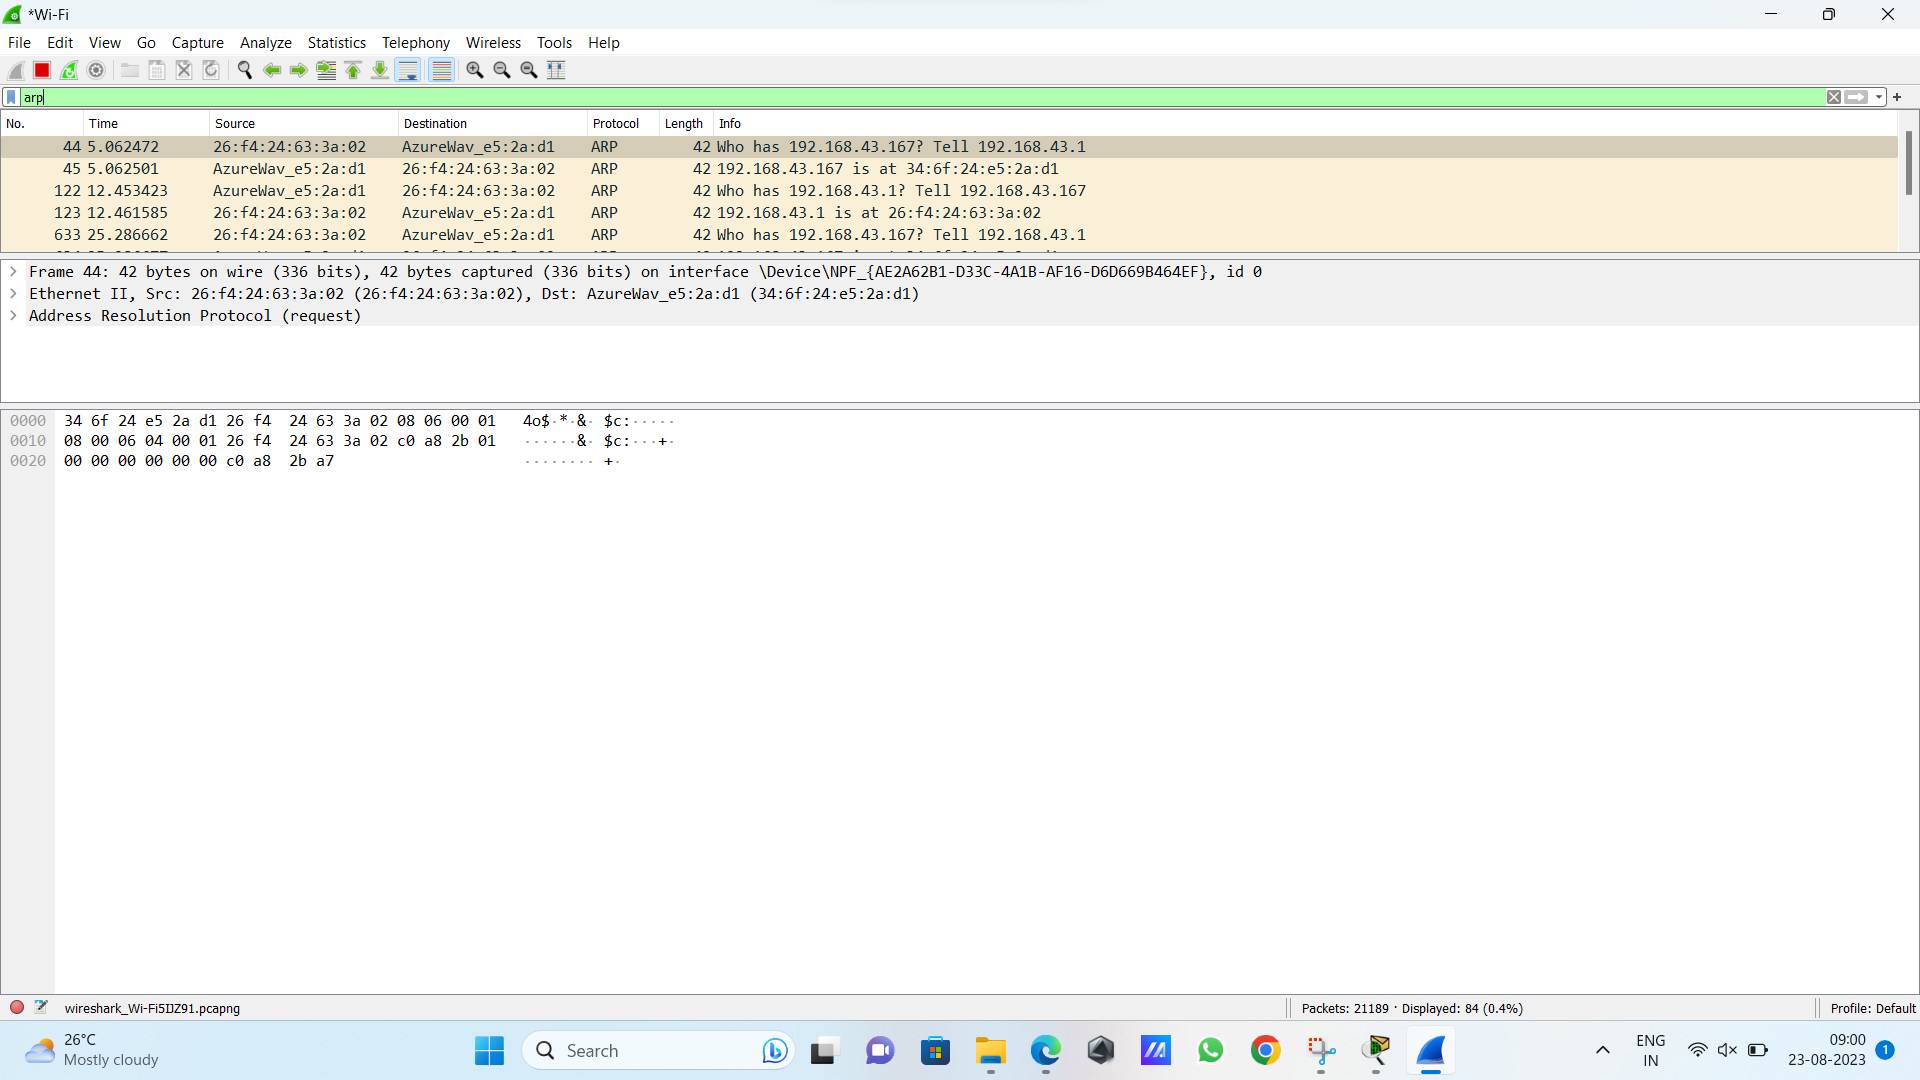 *Wi-Fi
File Edit View Go Capture Analyze Statistics Telephony Wireless Tools Help
arp
No. Time Source Destination Protocol Length Info
44 5.062472 26:f4:24:63:3a:02 AzureWav_e5:2a:d1 ARP 42 Who has 192.168.43.167? Tell 192.168.43.1
45 5.062501 AzureWav_e5:2a:d1 26:f4:24:63:3a:02 ARP 42 192.168.43.167 is at 34:6f:24:e5:2a:d1
122 12.453423 AzureWav_e5:2a:d1 26:f4:24:63:3a:02 ARP 42 Who has 192.168.43.1? Tell 192.168.43.167
123 12.461585 26:f4:24:63:3a:02 AzureWav_e5:2a:d1 ARP 42 192.168.43.1 is at 26:f4:24:63:3a:02
633 25.286662 26:f4:24:63:3a:02 AzureWav_e5:2a:d1 ARP 42 Who has 192.168.43.167? Tell 192.168.43.1
Frame 44: 42 bytes on wire (336 bits), 42 bytes captured (336 bits) on interface \Device\NPF_{AE2A62B1-D33C-4A1B-AF16-D6D669B464EF}, id 0
Ethernet II, Src: 26:f4:24:63:3a:02 (26:f4:24:63:3a:02), Dst: AzureWav_e5:2a:d1 (34:6f:24:e5:2a:d1)
Address Resolution Protocol (request)
0000 34 6f 24 e5 2a d1 26 f4 24 63 3a 02 08 06 00 01 4o$·*·&· $c:·····
0010 08 00 06 04 00 01 26 f4 24 63 3a 02 c0 a8 2b 01 ······&· $c:···+·
0020 00 00 00 00 00 00 c0 a8 2b a7 ········ +·
wireshark_Wi-Fi5IJZ91.pcapng Packets: 21189 · Displayed: 84 (0.4%) Profile: Default
26°C
Mostly cloudy
Search
ENG
IN
09:00
23-08-2023
1